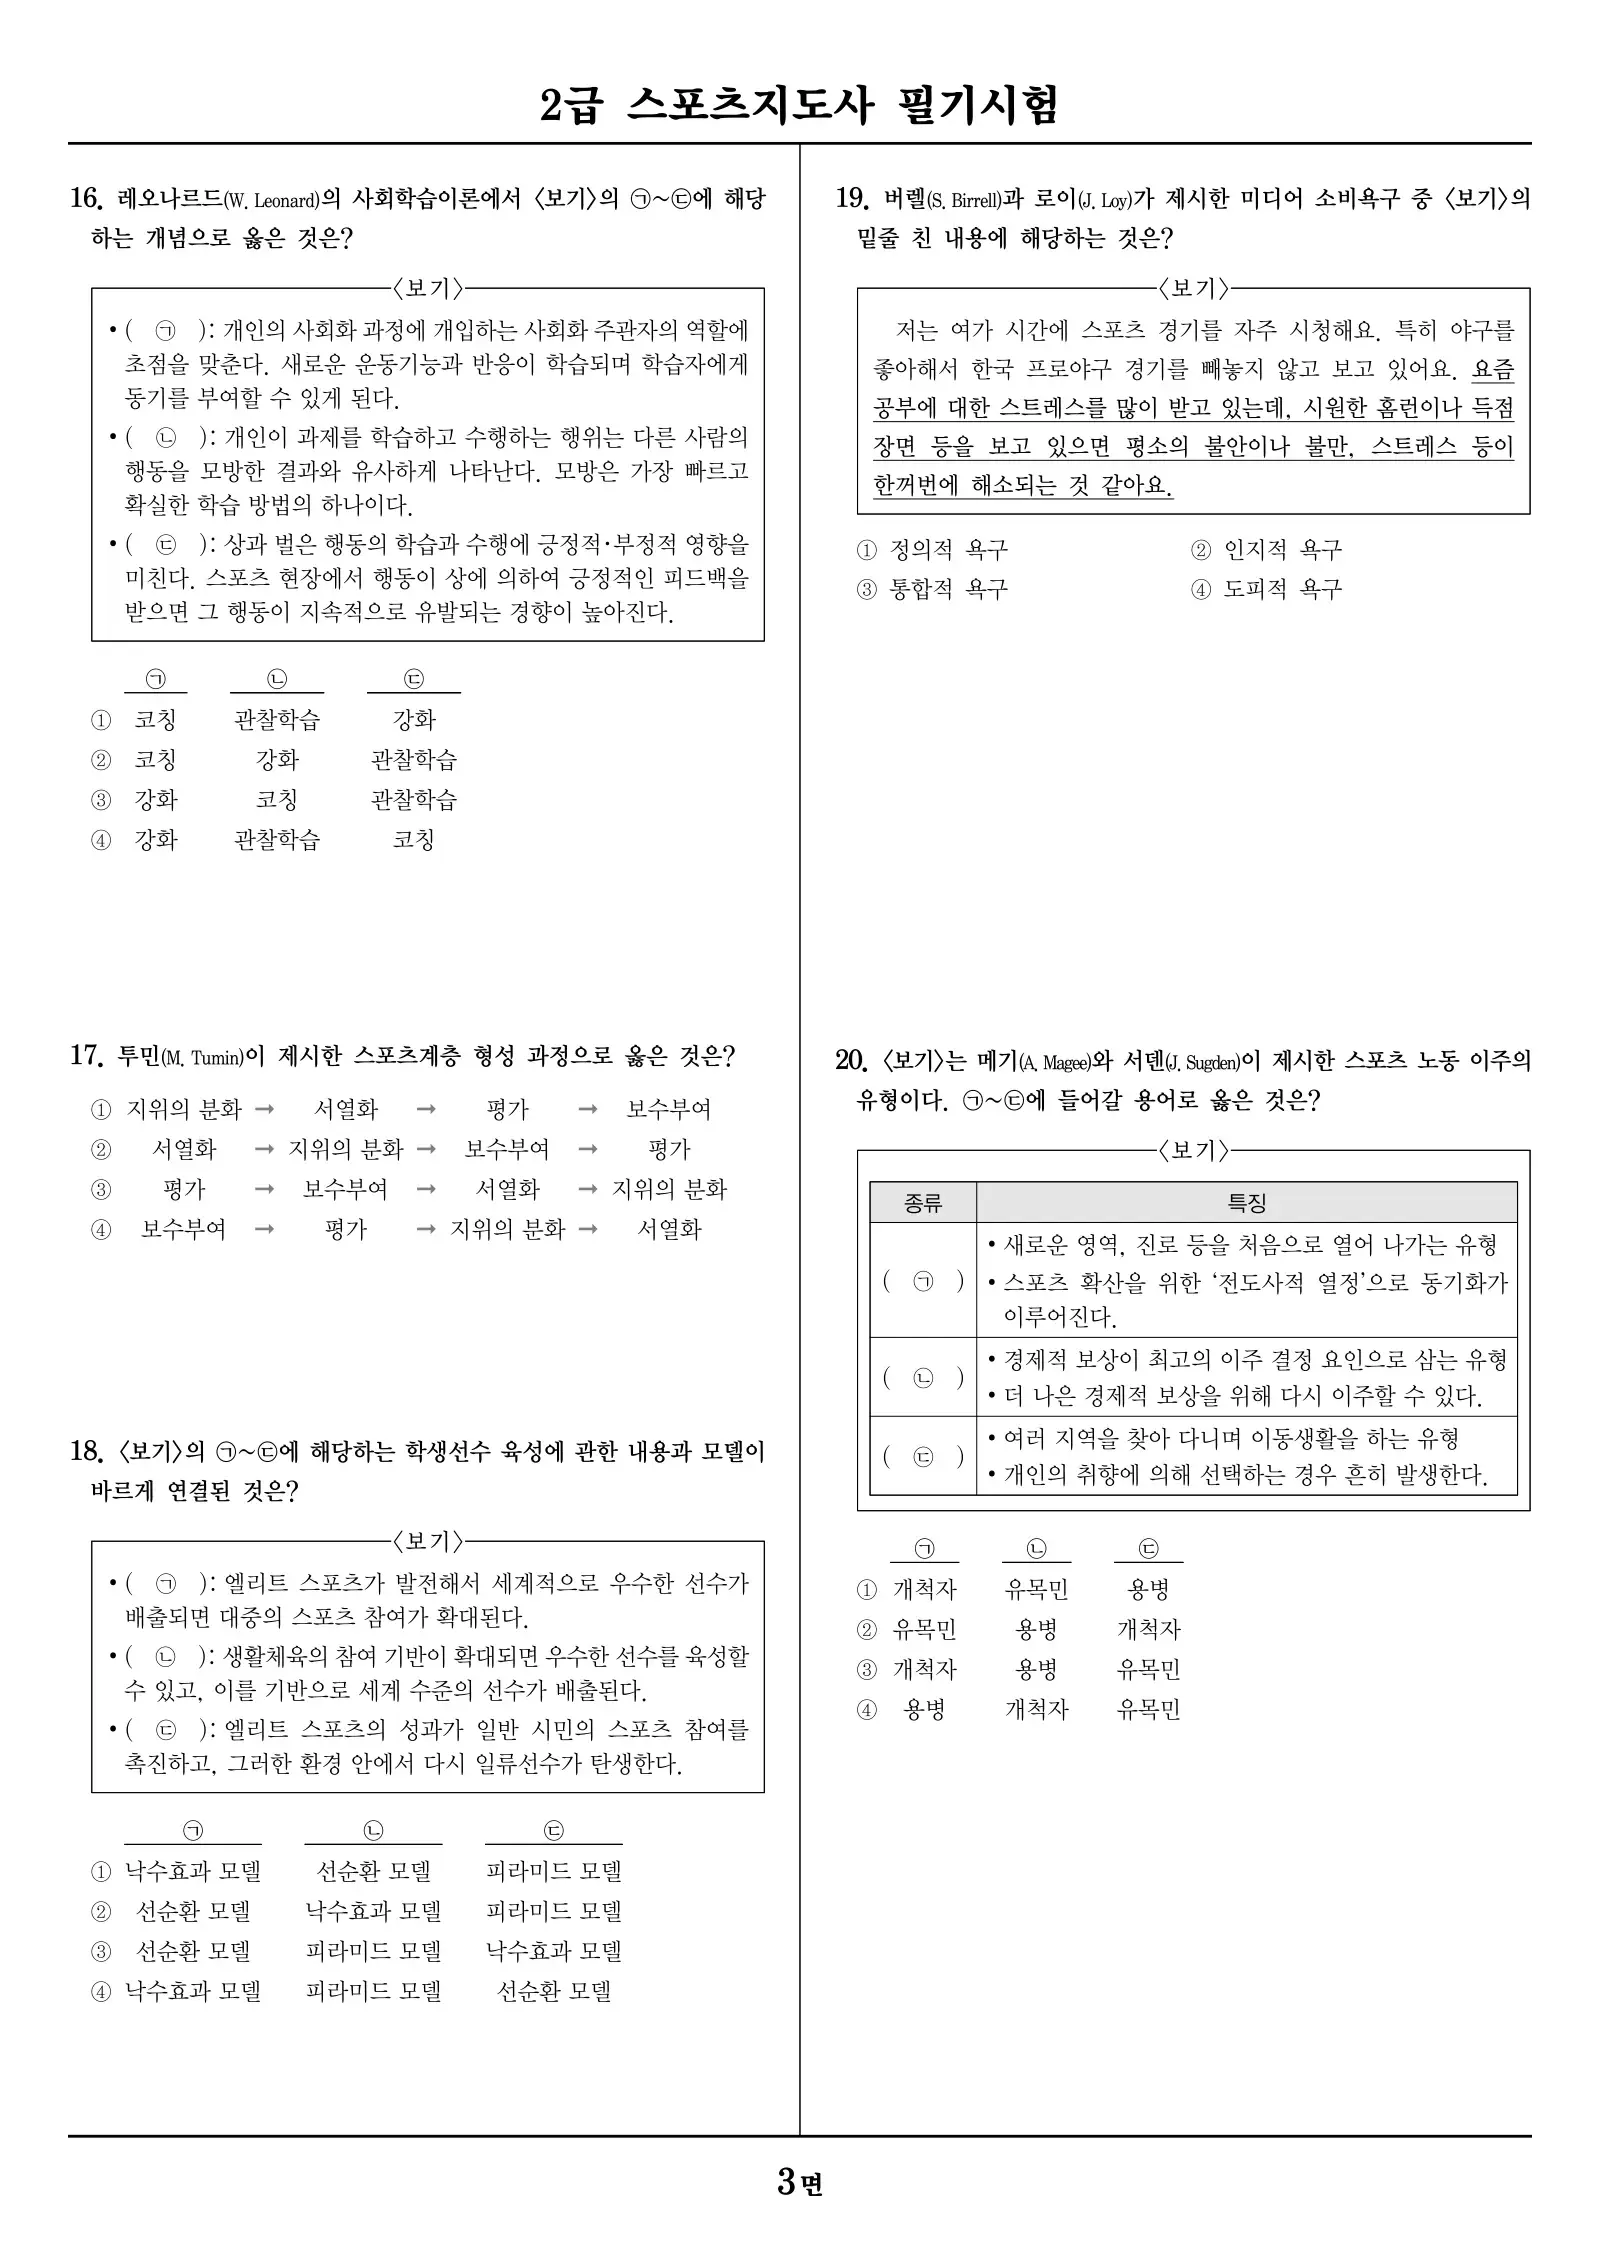 2급 스포츠지도사 필기시험
16. 레오나르드(W. Leonard)의 사회학습이론에서 〈보기〉의 ㉠~㉢에 해당
하는 개념으로 옳은 것은?
〈보기〉
• ( ㉠ ): 개인의 사회화 과정에 개입하는 사회화 주관자의 역할에
초점을 맞춘다. 새로운 운동기능과 반응이 학습되며 학습자에게
동기를 부여할 수 있게 된다.
• ( ㉡ ): 개인이 과제를 학습하고 수행하는 행위는 다른 사람의
행동을 모방한 결과와 유사하게 나타난다. 모방은 가장 빠르고
확실한 학습 방법의 하나이다.
• ( ㉢ ): 상과 벌은 행동의 학습과 수행에 긍정적·부정적 영향을
미친다. 스포츠 현장에서 행동이 상에 의하여 긍정적인 피드백을
받으면 그 행동이 지속적으로 유발되는 경향이 높아진다.
㉠ ㉡ ㉢
① 코칭 관찰학습 강화
② 코칭 강화 관찰학습
③ 강화 코칭 관찰학습
④ 강화 관찰학습 코칭
17. 투민(M. Tumin)이 제시한 스포츠계층 형성 과정으로 옳은 것은?
① 지위의 분화 → 서열화 → 평가 → 보수부여
② 서열화 → 지위의 분화 → 보수부여 → 평가
③ 평가 → 보수부여 → 서열화 → 지위의 분화
④ 보수부여 → 평가 → 지위의 분화 → 서열화
18. 〈보기〉의 ㉠~㉢에 해당하는 학생선수 육성에 관한 내용과 모델이
바르게 연결된 것은?
〈보기〉
• ( ㉠ ): 엘리트 스포츠가 발전해서 세계적으로 우수한 선수가
배출되면 대중의 스포츠 참여가 확대된다.
• ( ㉡ ): 생활체육의 참여 기반이 확대되면 우수한 선수를 육성할
수 있고, 이를 기반으로 세계 수준의 선수가 배출된다.
• ( ㉢ ): 엘리트 스포츠의 성과가 일반 시민의 스포츠 참여를
촉진하고, 그러한 환경 안에서 다시 일류선수가 탄생한다.
㉠ ㉡ ㉢
① 낙수효과 모델 선순환 모델 피라미드 모델
② 선순환 모델 낙수효과 모델 피라미드 모델
③ 선순환 모델 피라미드 모델 낙수효과 모델
④ 낙수효과 모델 피라미드 모델 선순환 모델
19. 버렐(S. Birrell)과 로이(J. Loy)가 제시한 미디어 소비욕구 중 〈보기〉의
밑줄 친 내용에 해당하는 것은?
〈보기〉
저는 여가 시간에 스포츠 경기를 자주 시청해요. 특히 야구를
좋아해서 한국 프로야구 경기를 빼놓지 않고 보고 있어요. 요즘
공부에 대한 스트레스를 많이 받고 있는데, 시원한 홈런이나 득점
장면 등을 보고 있으면 평소의 불안이나 불만, 스트레스 등이
한꺼번에 해소되는 것 같아요.
① 정의적 욕구 ② 인지적 욕구
③ 통합적 욕구 ④ 도피적 욕구
20. 〈보기〉는 메기(A. Magee)와 서덴(J. Sugden)이 제시한 스포츠 노동 이주의
유형이다. ㉠~㉢에 들어갈 용어로 옳은 것은?
〈보기〉
종류 특징
( ㉠ ) • 새로운 영역, 진로 등을 처음으로 열어 나가는 유형
• 스포츠 확산을 위한 ‘전도사적 열정’으로 동기화가
이루어진다.
( ㉡ ) • 경제적 보상이 최고의 이주 결정 요인으로 삼는 유형
• 더 나은 경제적 보상을 위해 다시 이주할 수 있다.
( ㉢ ) • 여러 지역을 찾아 다니며 이동생활을 하는 유형
• 개인의 취향에 의해 선택하는 경우 흔히 발생한다.
㉠ ㉡ ㉢
① 개척자 유목민 용병
② 유목민 용병 개척자
③ 개척자 용병 유목민
④ 용병 개척자 유목민
3면